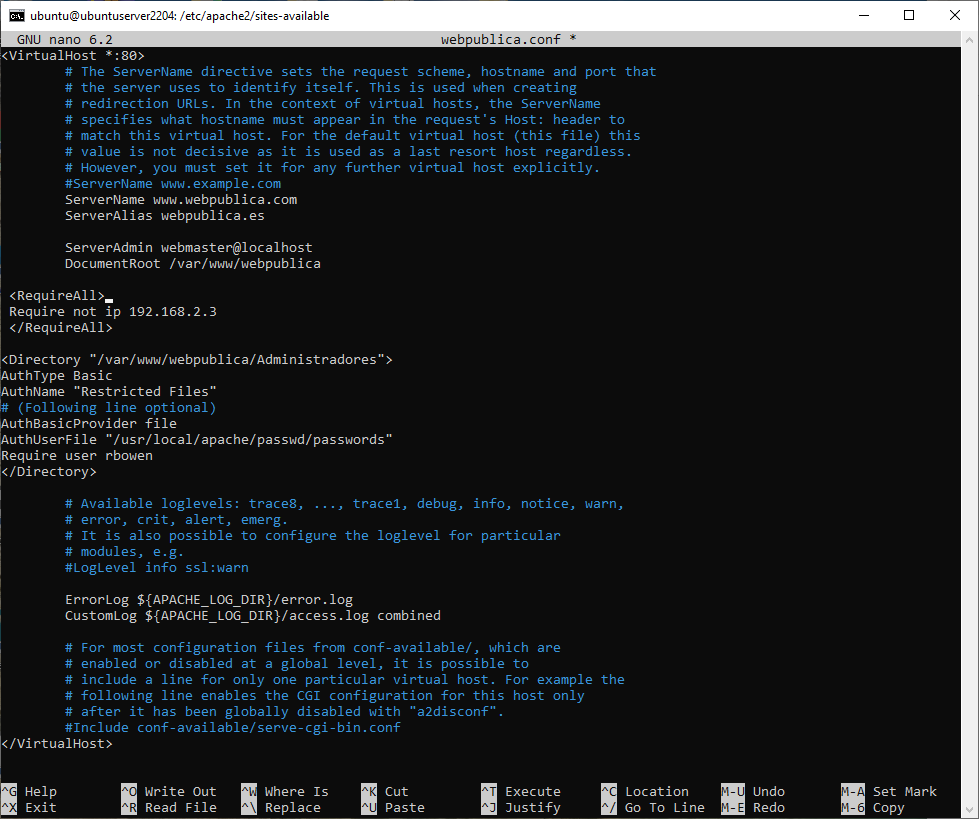 ubuntu@ubuntuserver2204: /etc/apache2/sites-available
GNU nano 6.2 webpublica.conf *
<VirtualHost *:80>
# The ServerName directive sets the request scheme, hostname and port that
# the server uses to identify itself. This is used when creating
# redirection URLs. In the context of virtual hosts, the ServerName
# specifies what hostname must appear in the request's Host: header to
# match this virtual host. For the default virtual host (this file) this
# value is not decisive as it is used as a last resort host regardless.
# However, you must set it for any further virtual host explicitly.
#ServerName www.example.com
ServerName www.webpublica.com
ServerAlias webpublica.es
ServerAdmin webmaster@localhost
DocumentRoot /var/www/webpublica
<RequireAll>
Require not ip 192.168.2.3
</RequireAll>
<Directory "/var/www/webpublica/Administradores">
AuthType Basic
AuthName "Restricted Files"
# (Following line optional)
AuthBasicProvider file
AuthUserFile "/usr/local/apache/passwd/passwords"
Require user rbowen
</Directory>
# Available loglevels: trace8, ..., trace1, debug, info, notice, warn,
# error, crit, alert, emerg.
# It is also possible to configure the loglevel for particular
# modules, e.g.
#LogLevel info ssl:warn
ErrorLog ${APACHE_LOG_DIR}/error.log
CustomLog ${APACHE_LOG_DIR}/access.log combined
# For most configuration files from conf-available/, which are
# enabled or disabled at a global level, it is possible to
# include a line for only one particular virtual host. For example the
# following line enables the CGI configuration for this host only
# after it has been globally disabled with "a2disconf".
#Include conf-available/serve-cgi-bin.conf
</VirtualHost>
^G Help ^O Write Out ^W Where Is ^K Cut ^T Execute ^C Location M-U Undo M-A Set Mark
^X Exit ^R Read File ^\ Replace ^U Paste ^J Justify ^/ Go To Line M-E Redo M-6 Copy